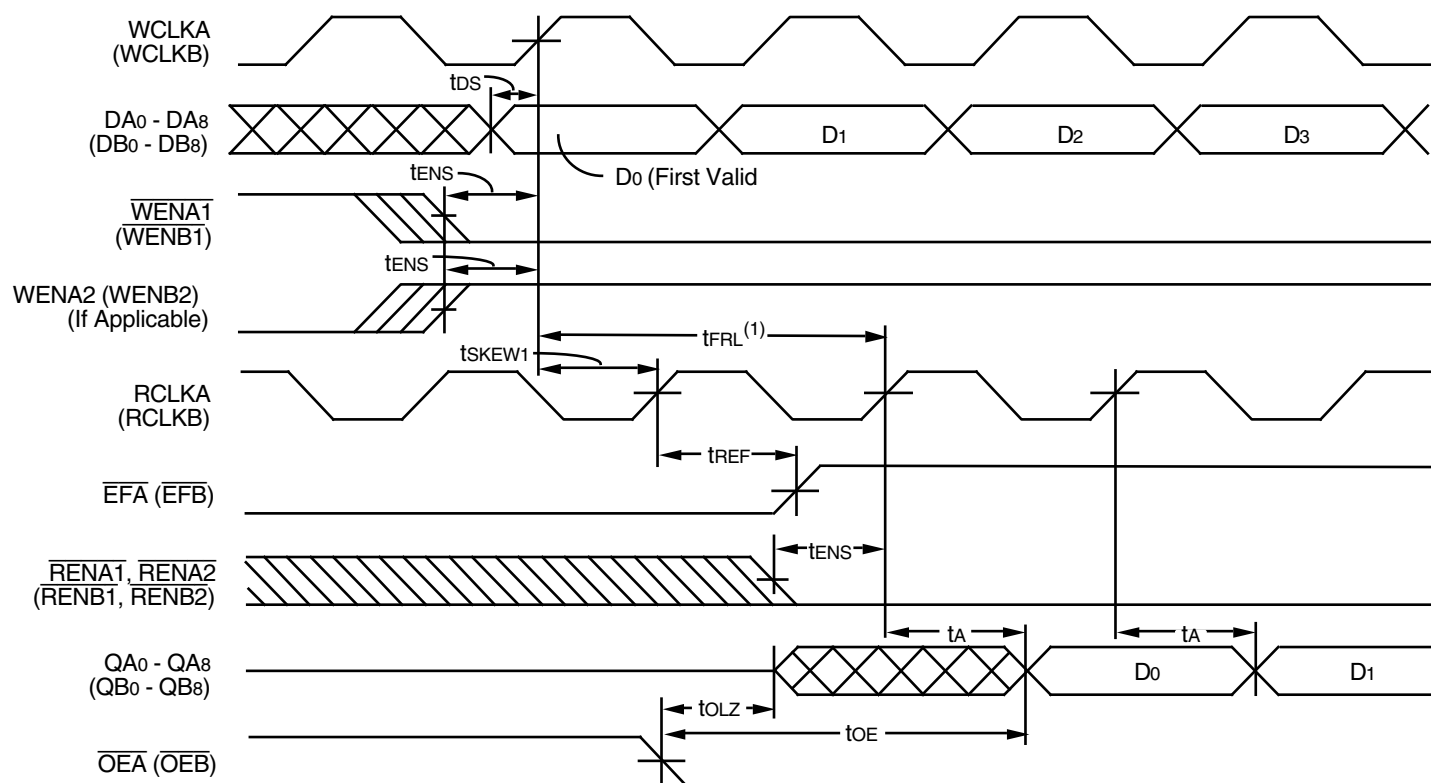 WCLKA
(WCLKB)
tDS
DA0 - DA8
(DB0 - DB8)
D1
D2
D3
D0 (First Valid
tENS
WENA1
(WENB1)
tENS
WENA2 (WENB2)
(If Applicable)
tFRL(1)
tSKEW1
RCLKA
(RCLKB)
tREF
EFA (EFB)
tENS
RENA1, RENA2
(RENB1, RENB2)
tA
tA
QA0 - QA8
(QB0 - QB8)
D0
D1
tOLZ
tOE
OEA (OEB)